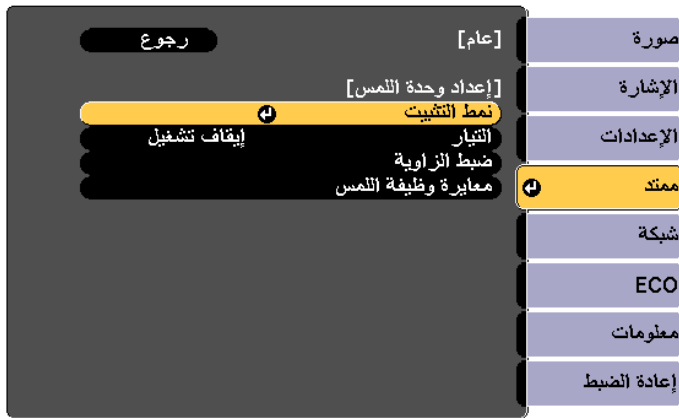 صورة
الإشارة
الإعدادات
ممتد
شبكة
ECO
معلومات
إعادة الضبط
[عام] رجوع
[إعداد وحدة اللمس]
نمط التثبيت
التيار إيقاف تشغيل
ضبط الزاوية
معايرة وظيفة اللمس